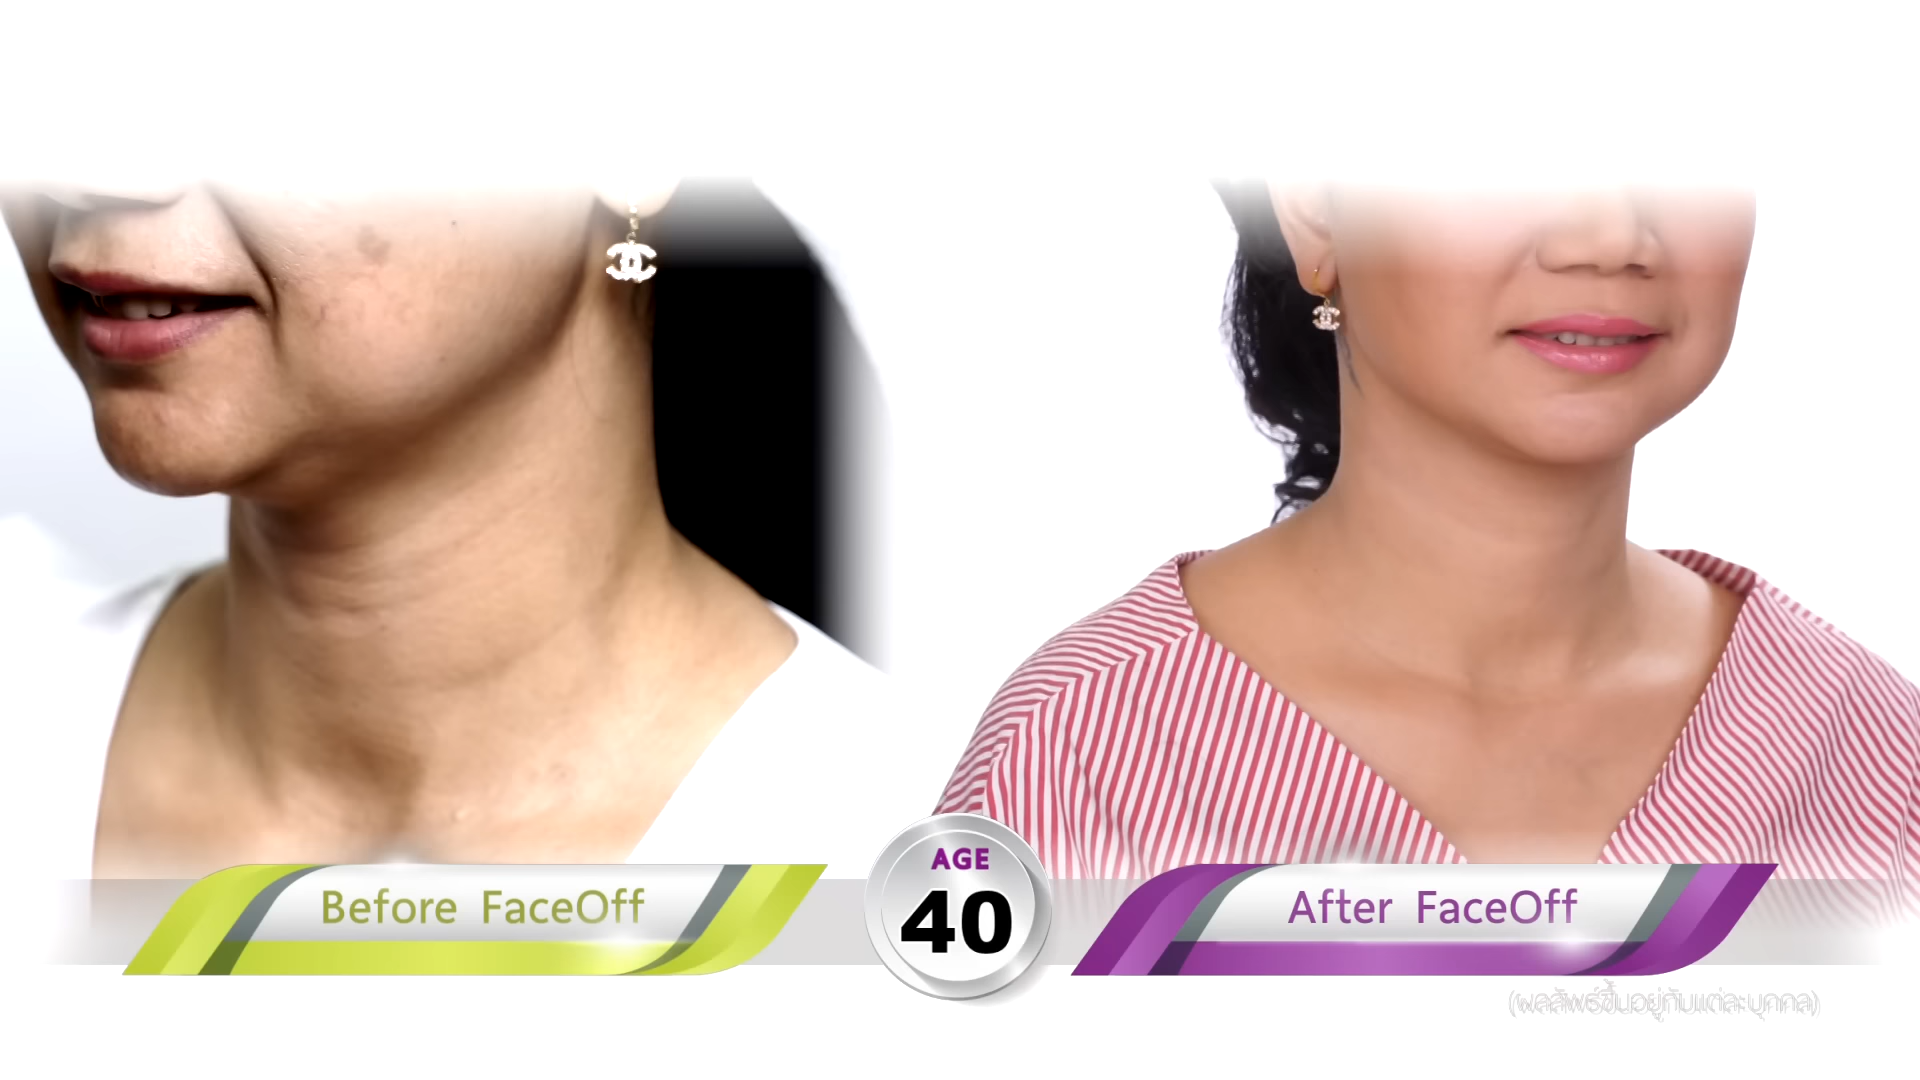 Before FaceOff
AGE
40
After FaceOff
(ผลลัพธ์ขึ้นอยู่กับแต่ละบุคคล)